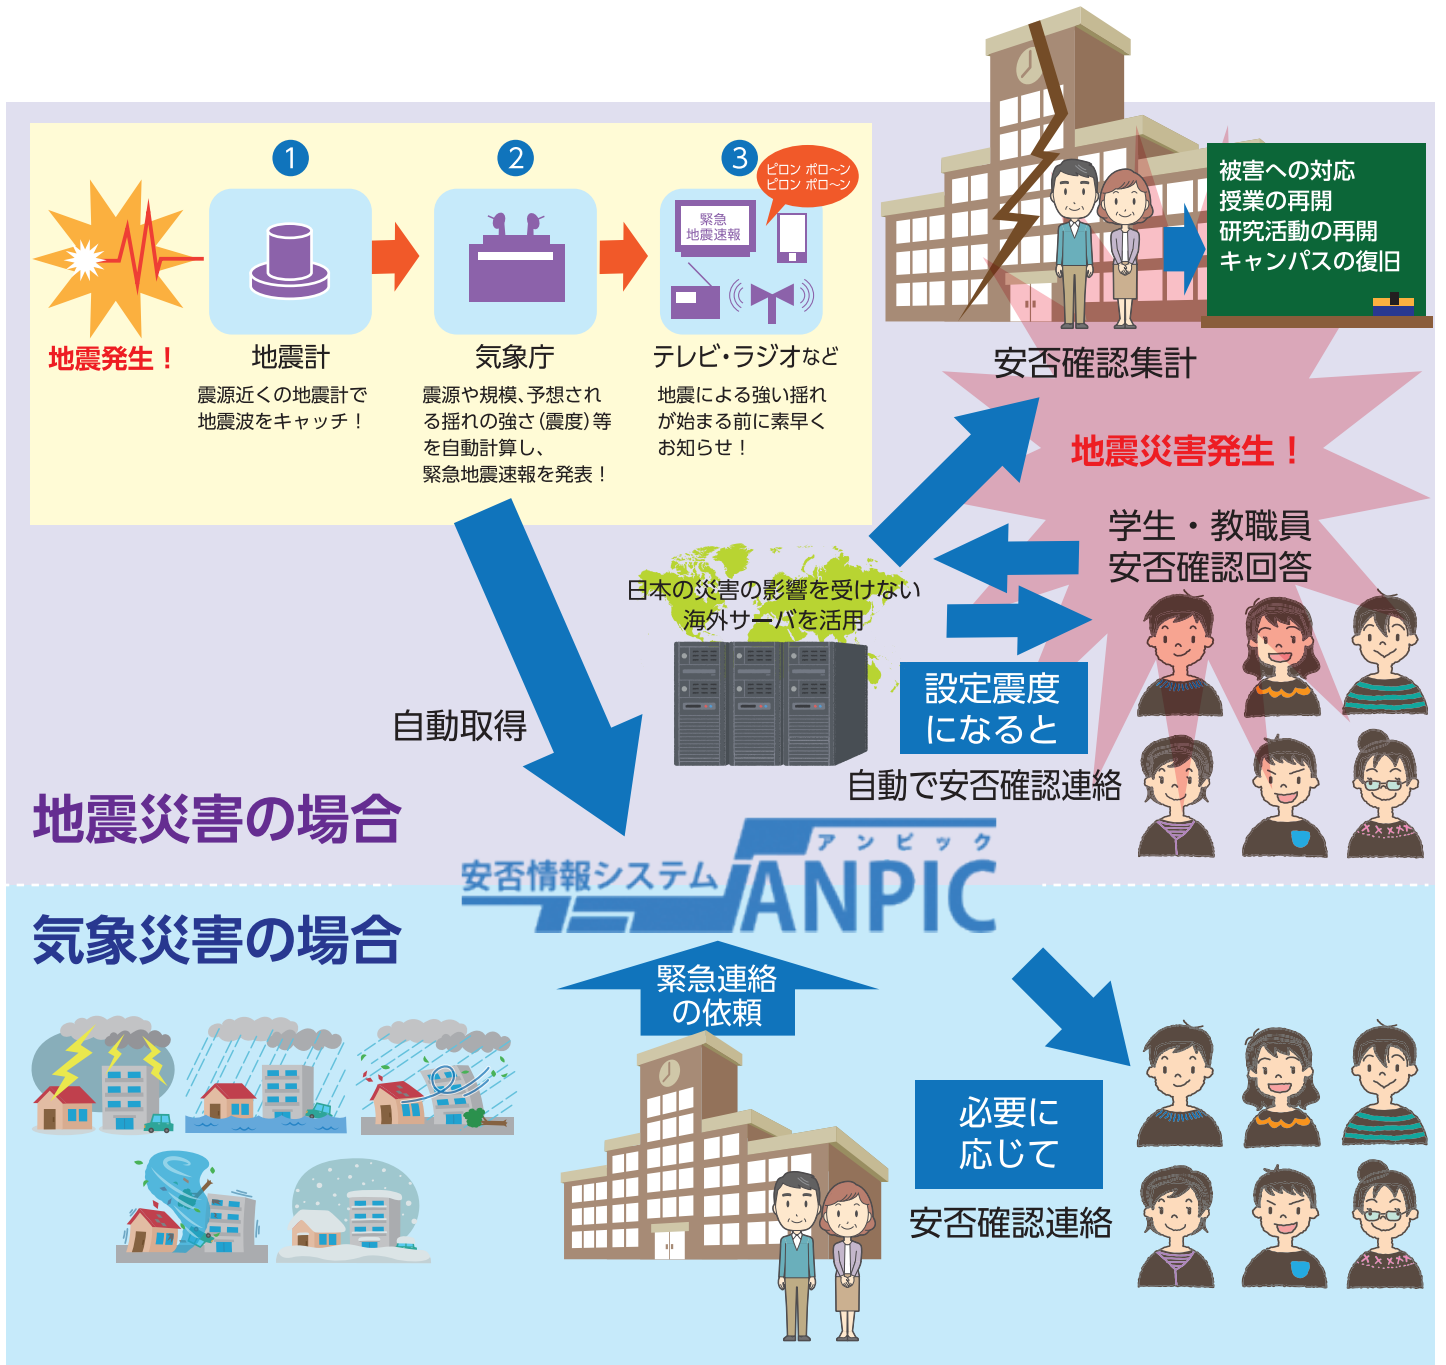 1
2
3
ピロン ポロ～ン
ピロン ポロ～ン
緊急
地震速報
地震発生！
地震計
震源近くの地震計で
地震波をキャッチ！
気象庁
震源や規模、予想され
る揺れの強さ（震度）等
を自動計算し、
緊急地震速報を発表！
テレビ・ラジオなど
地震による強い揺れ
が始まる前に素早く
お知らせ！
被害への対応
授業の再開
研究活動の再開
キャンパスの復旧
安否確認集計
地震災害発生！
学生・教職員
安否確認回答
日本の災害の影響を受けない
海外サーバを活用
設定震度
になると
自動で安否確認連絡
自動取得
地震災害の場合
安否情報システム
アンピック
ANPIC
気象災害の場合
緊急連絡
の依頼
必要に
応じて
安否確認連絡